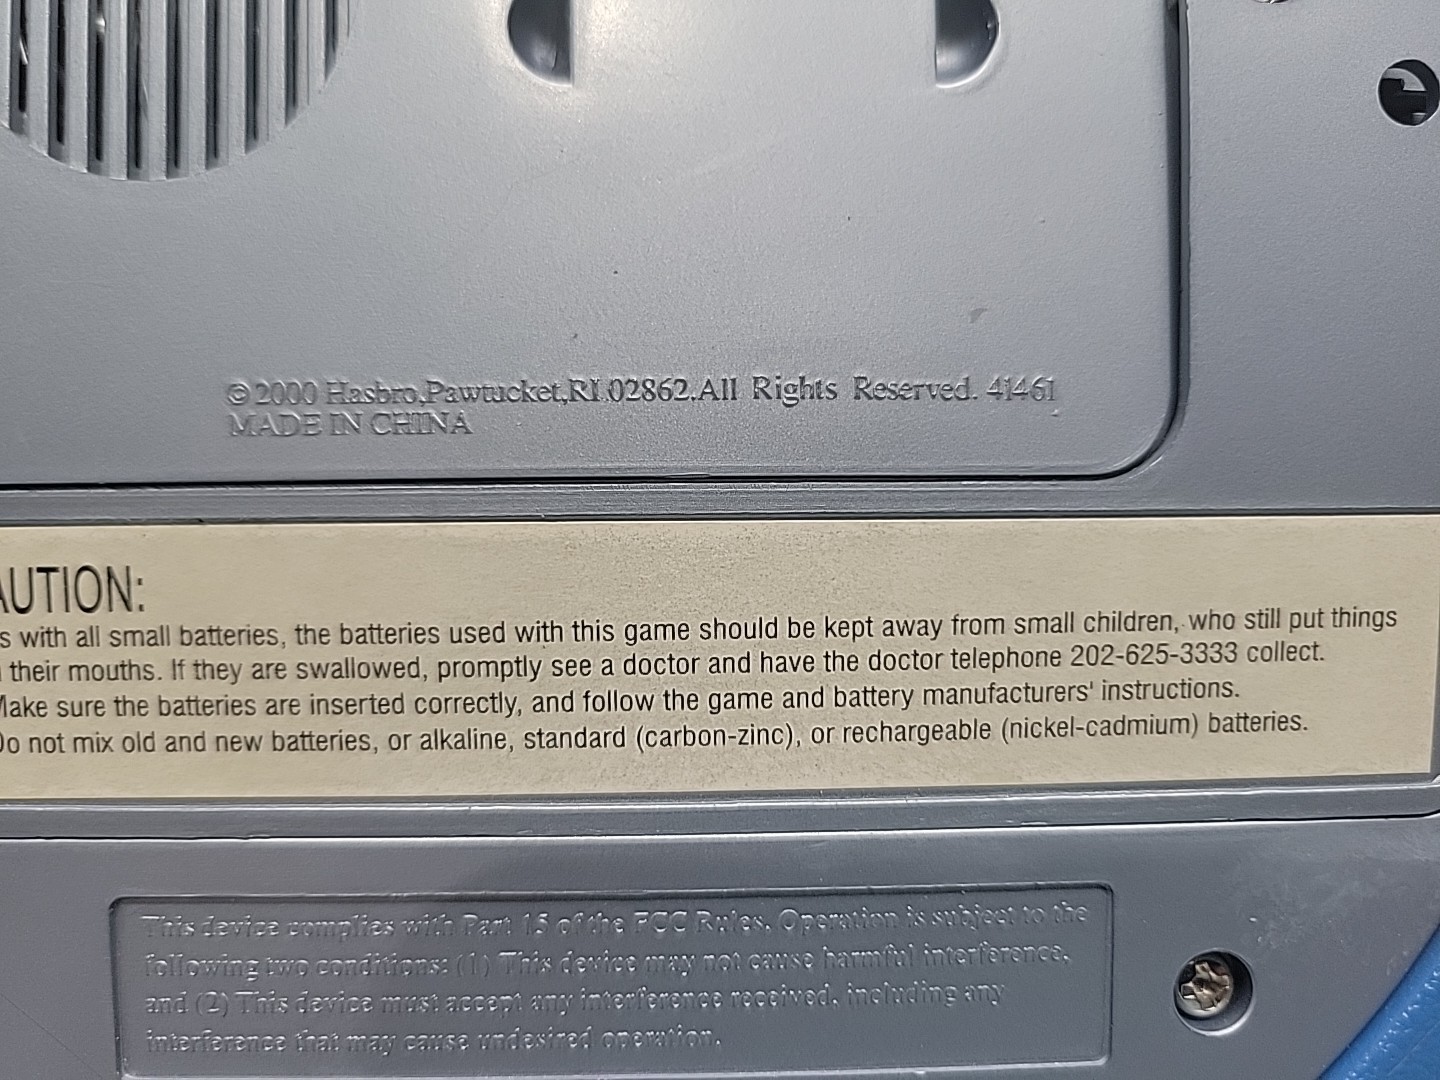 © 2000 Hasbro,Pawtucket,RI 02862.All Rights Reserved. 41461
MADE IN CHINA
AUTION:
s with all small batteries, the batteries used with this game should be kept away from small children, who still put things
their mouths. If they are swallowed, promptly see a doctor and have the doctor telephone 202-625-3333 collect.
Make sure the batteries are inserted correctly, and follow the game and battery manufacturers' instructions.
Do not mix old and new batteries, or alkaline, standard (carbon-zinc), or rechargeable (nickel-cadmium) batteries.
This device complies with Part 15 of the FCC Rules. Operation is subject to the
following two conditions: (1) This device may not cause harmful interference,
and (2) This device must accept any interference received, including any
interference that may cause undesired operation.